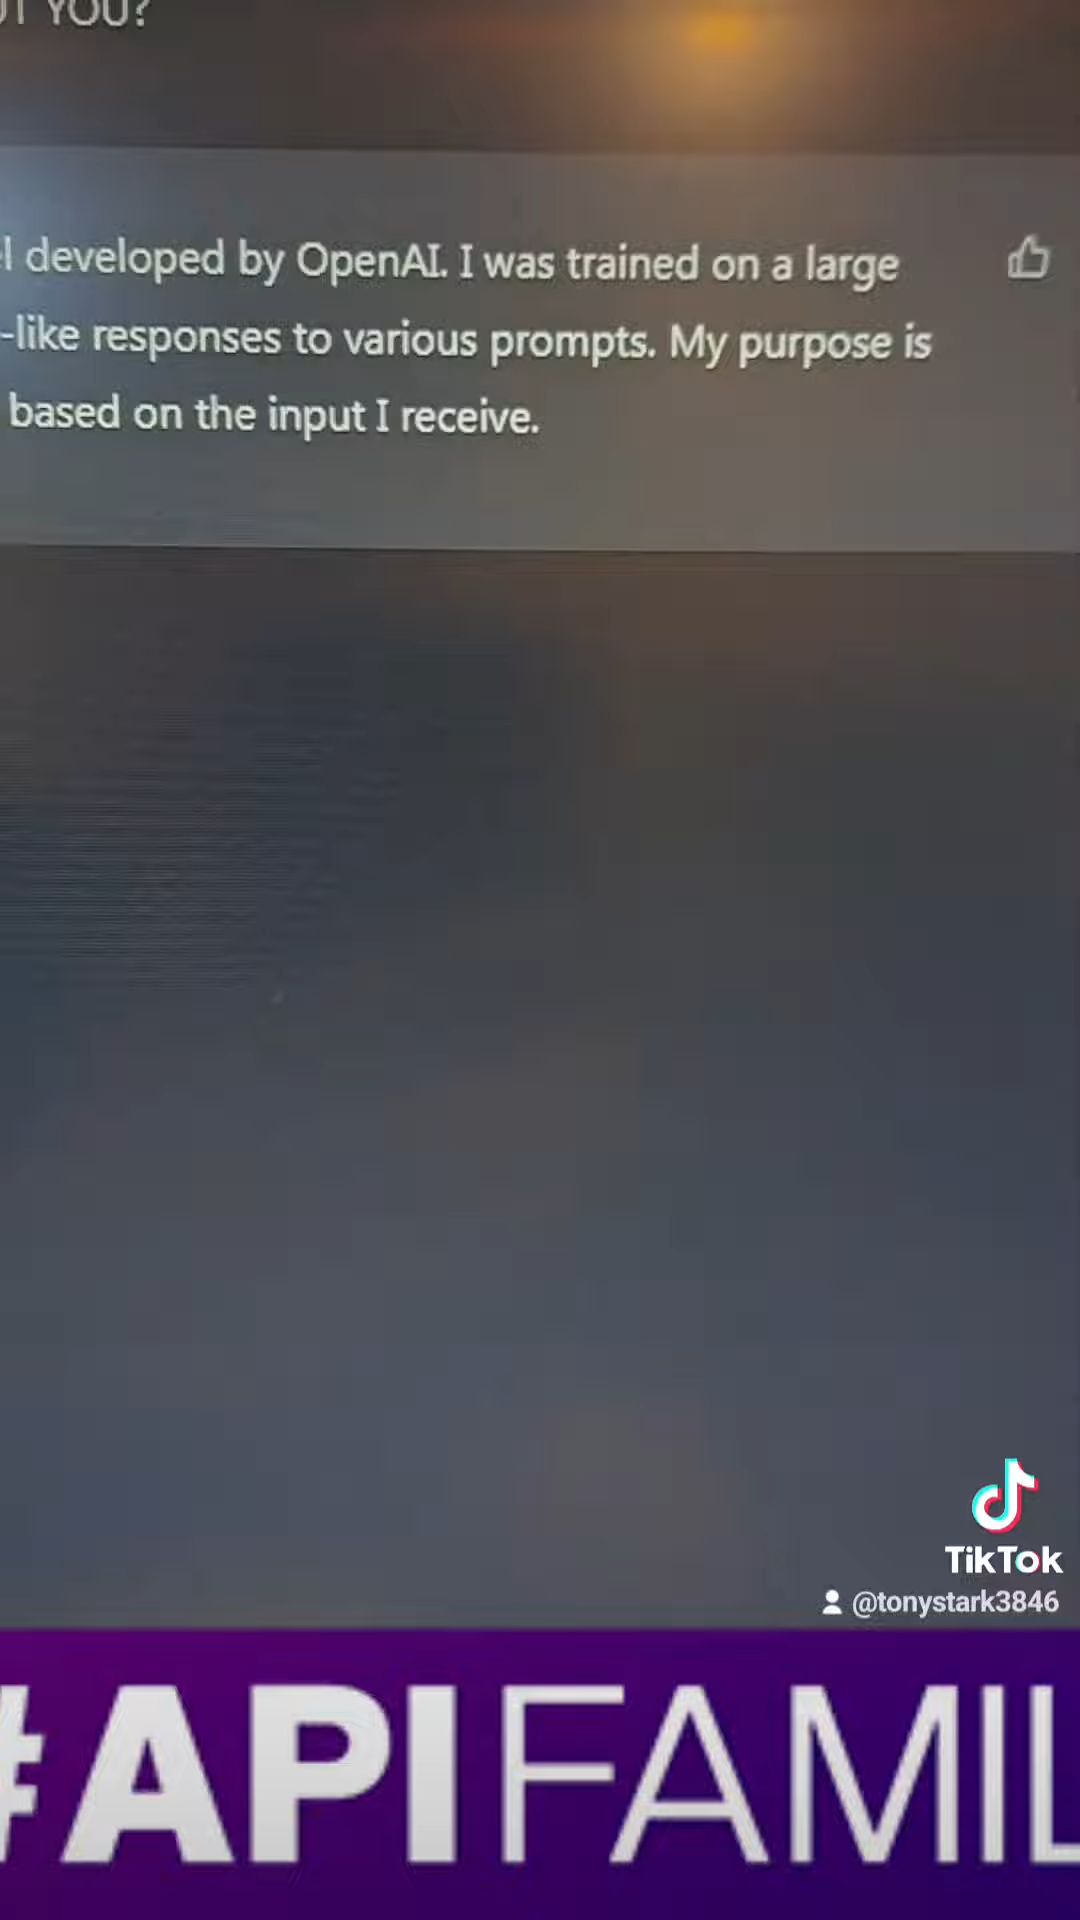 YOU?
developed by OpenAI. I was trained on a large
-like responses to various prompts. My purpose is
based on the input I receive.
TikTok
@tonystark3846
#APIFAMIL